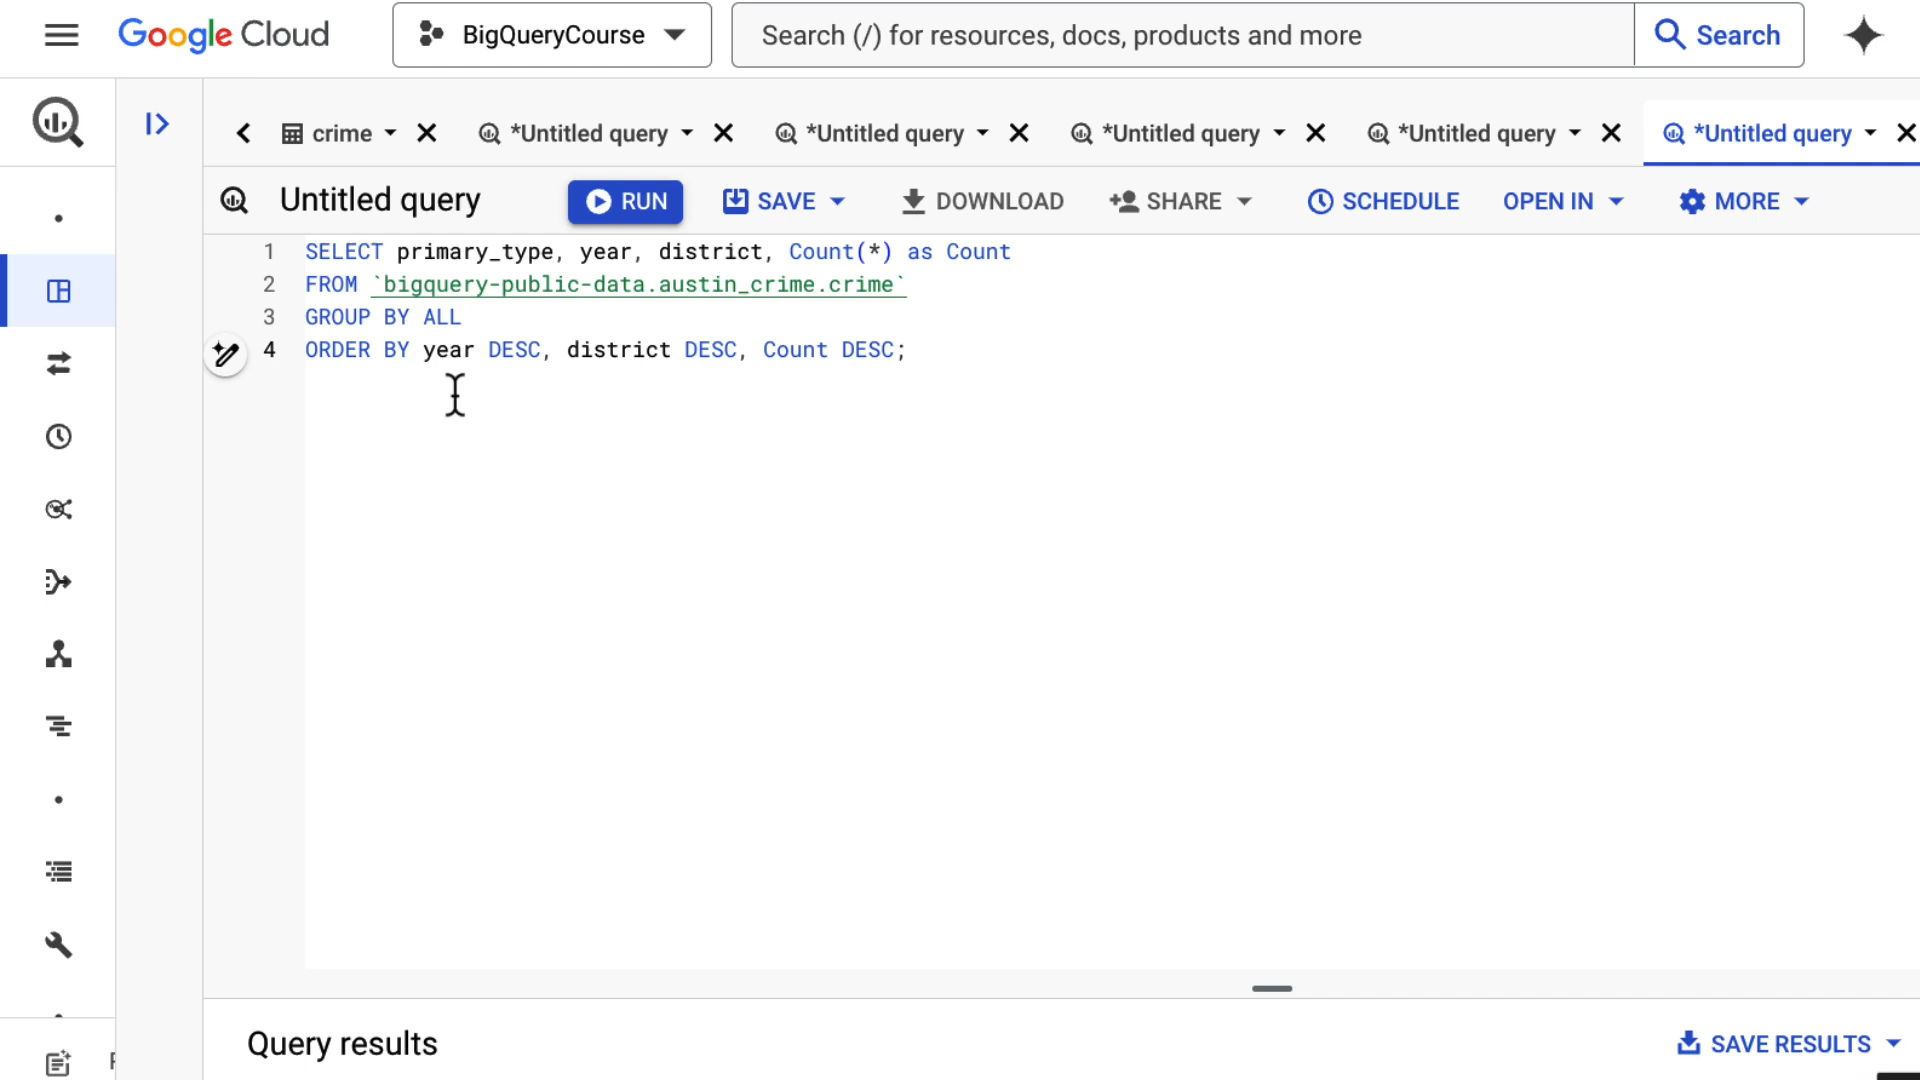 Google Cloud
BigQueryCourse
Search (/) for resources, docs, products and more
Search
crime
*Untitled query
*Untitled query
*Untitled query
*Untitled query
*Untitled query
Untitled query
RUN
SAVE
DOWNLOAD
SHARE
SCHEDULE
OPEN IN
MORE
1 SELECT primary_type, year, district, Count(*) as Count
2 FROM `bigquery-public-data.austin_crime.crime`
3 GROUP BY ALL
4 ORDER BY year DESC, district DESC, Count DESC;
Query results
SAVE RESULTS